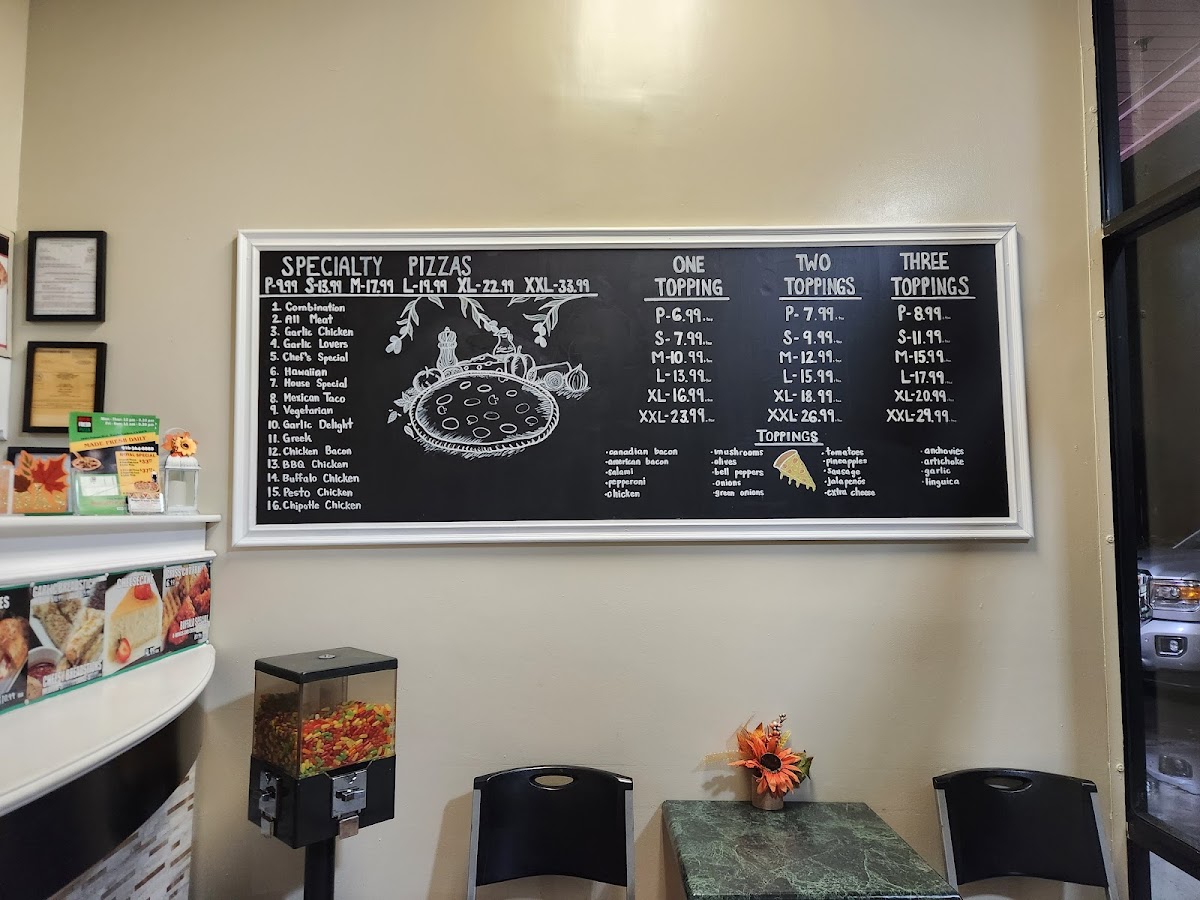 SPECIALTY PIZZAS
P-9.99 S-13.99 M-17.99 L-19.99 XL-22.99 XXL-33.99
1. Combination
2. All Meat
3. Garlic Chicken
4. Garlic Lovers
5. Chef's Special
6. Hawaiian
7. House Special
8. Mexican Taco
9. Vegetarian
10. Garlic Delight
11. Greek
12. Chicken Bacon
13. BBQ Chicken
14. Buffalo Chicken
15. Pesto Chicken
16. Chipotle Chicken
ONE
TOPPING
P-6.99
S-7.99
M-10.99
L-13.99
XL-16.99
XXL-23.99
TWO
TOPPINGS
P-7.99
S-9.99
M-12.99
L-15.99
XL-18.99
XXL-26.99
THREE
TOPPINGS
P-8.99
S-11.99
M-15.99
L-17.99
XL-20.99
XXL-29.99
TOPPINGS
•canadian bacon
•american bacon
•salami
•pepperoni
•chicken
•mushrooms
•olives
•bell peppers
•onions
•green onions
•tomatoes
•pineapples
•sausage
•jalapeños
•extra cheese
•anchovies
•artichoke
•garlic
•linguica
MADE FRESH DAILY
CHEESECAKE